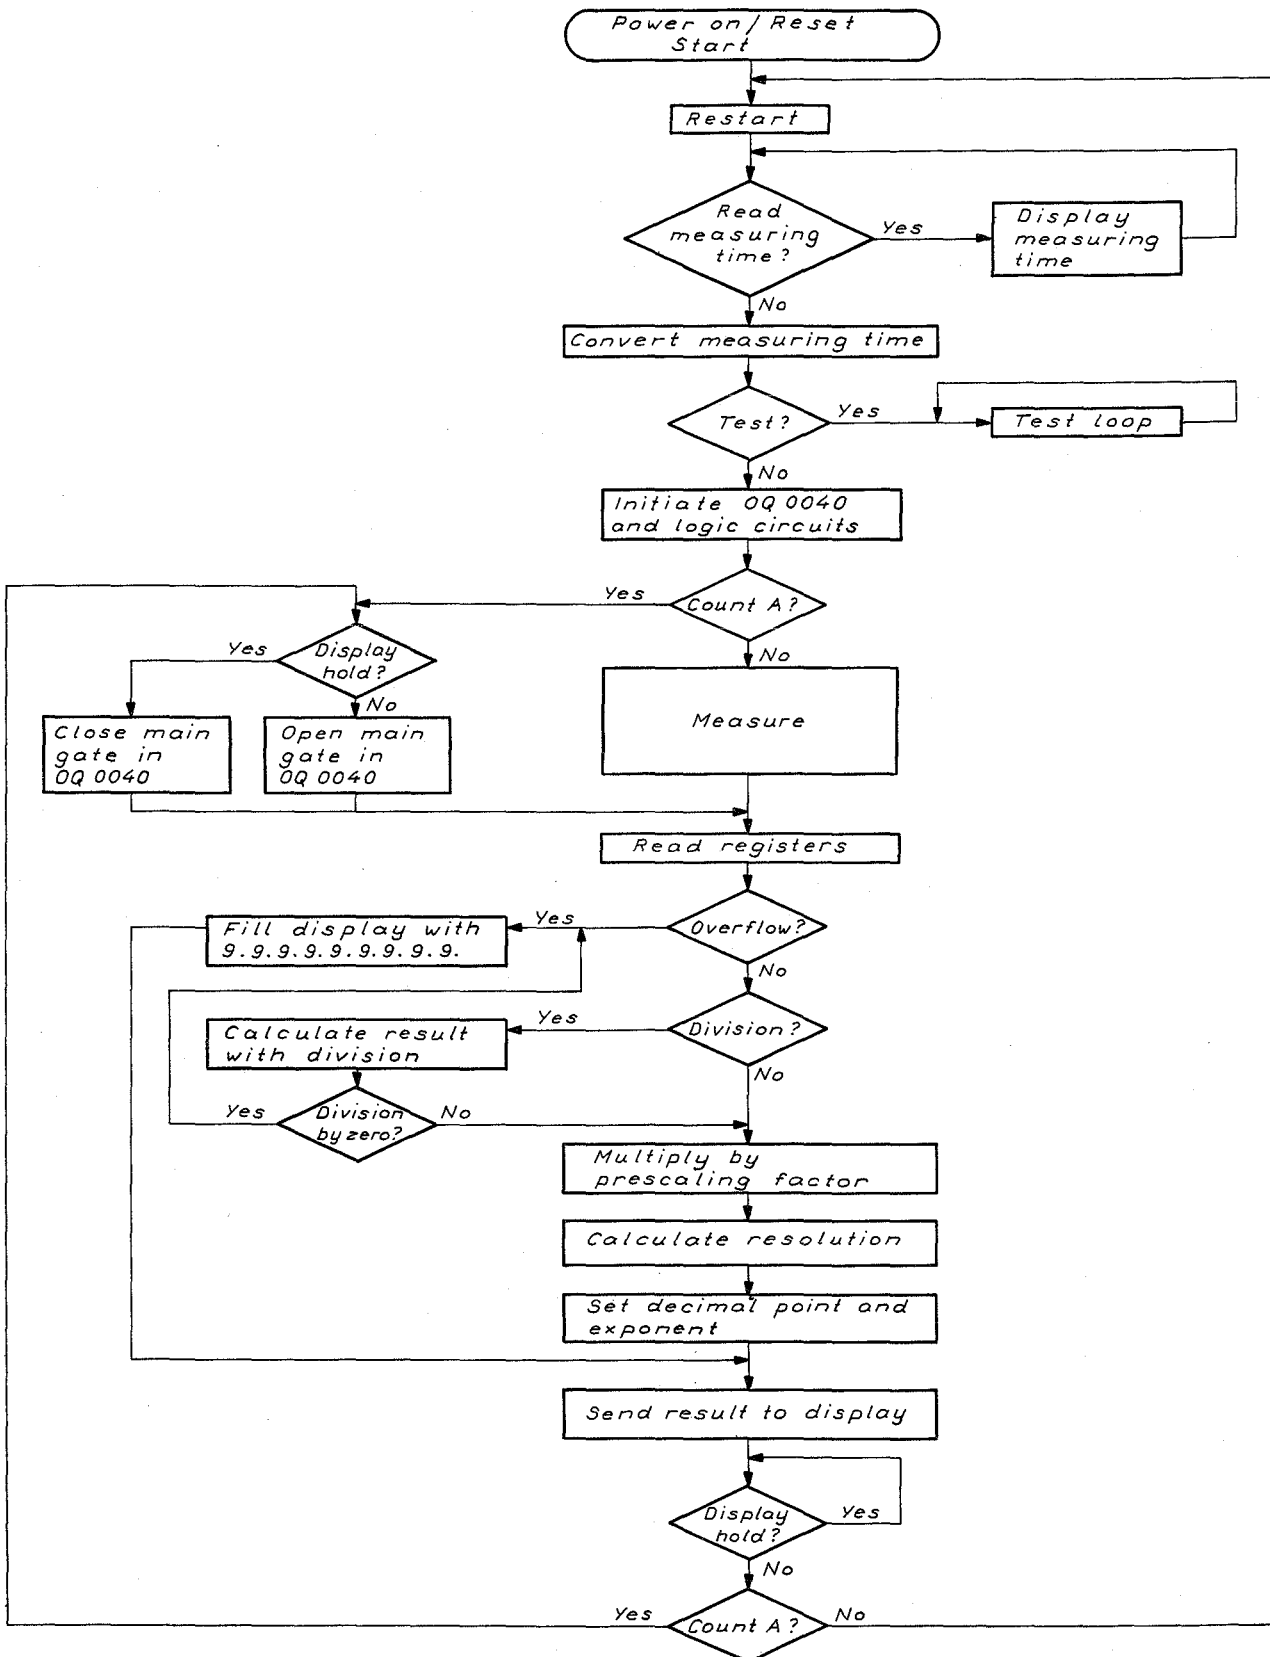 Power on / Reset
Start
Restart
Read
measuring
time?
Yes
Display
measuring
time
No
Convert measuring time
Test?
Yes
Test loop
No
Initiate OQ 0040
and logic circuits
Yes
Count A?
Yes
Display
hold?
No
No
Close main
gate in
OQ 0040
Open main
gate in
OQ 0040
Measure
Read registers
Fill display with
9.9.9.9.9.9.9.9.9.
Yes
Overflow?
No
Calculate result
with division
Yes
Division?
No
Yes
Division
by zero?
No
Multiply by
prescaling factor
Calculate resolution
Set decimal point and
exponent
Send result to display
Display
hold?
Yes
No
Yes
Count A?
No